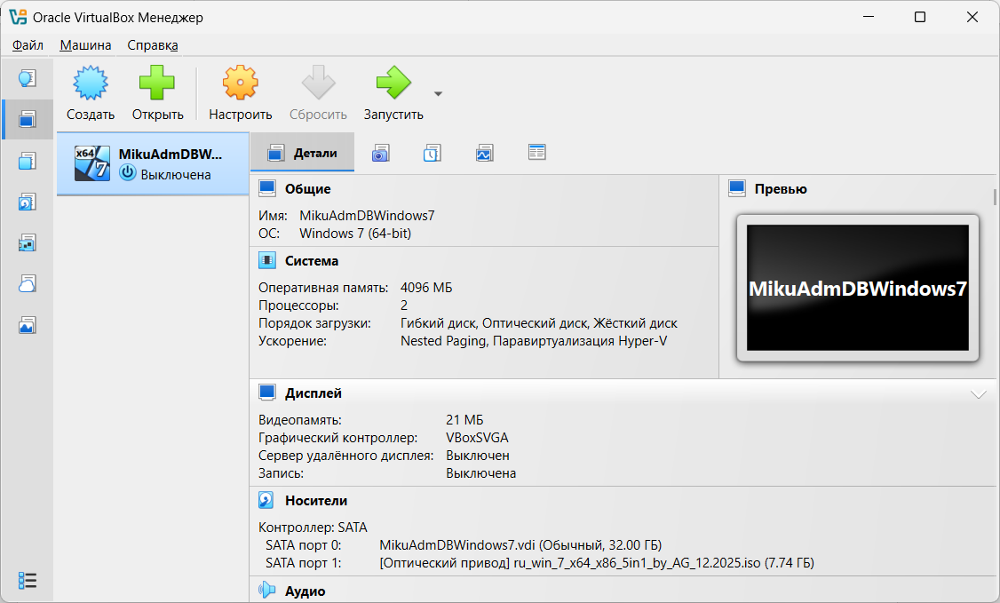 Oracle VirtualBox Менеджер
Файл Машина Справка
Создать Открыть Настроить Сбросить Запустить
x64 7
MikuAdmDBW...
Выключена
Детали
Общие
Имя: MikuAdmDBWindows7
ОС: Windows 7 (64-bit)
Превью
MikuAdmDBWindows7
Система
Оперативная память: 4096 МБ
Процессоры: 2
Порядок загрузки: Гибкий диск, Оптический диск, Жёсткий диск
Ускорение: Nested Paging, Паравиртуализация Hyper-V
Дисплей
Видеопамять: 21 МБ
Графический контроллер: VBoxSVGA
Сервер удалённого дисплея: Выключен
Запись: Выключена
Носители
Контроллер: SATA
SATA порт 0: MikuAdmDBWindows7.vdi (Обычный, 32.00 ГБ)
SATA порт 1: [Оптический привод] ru_win_7_x64_x86_5in1_by_AG_12.2025.iso (7.74 ГБ)
Аудио